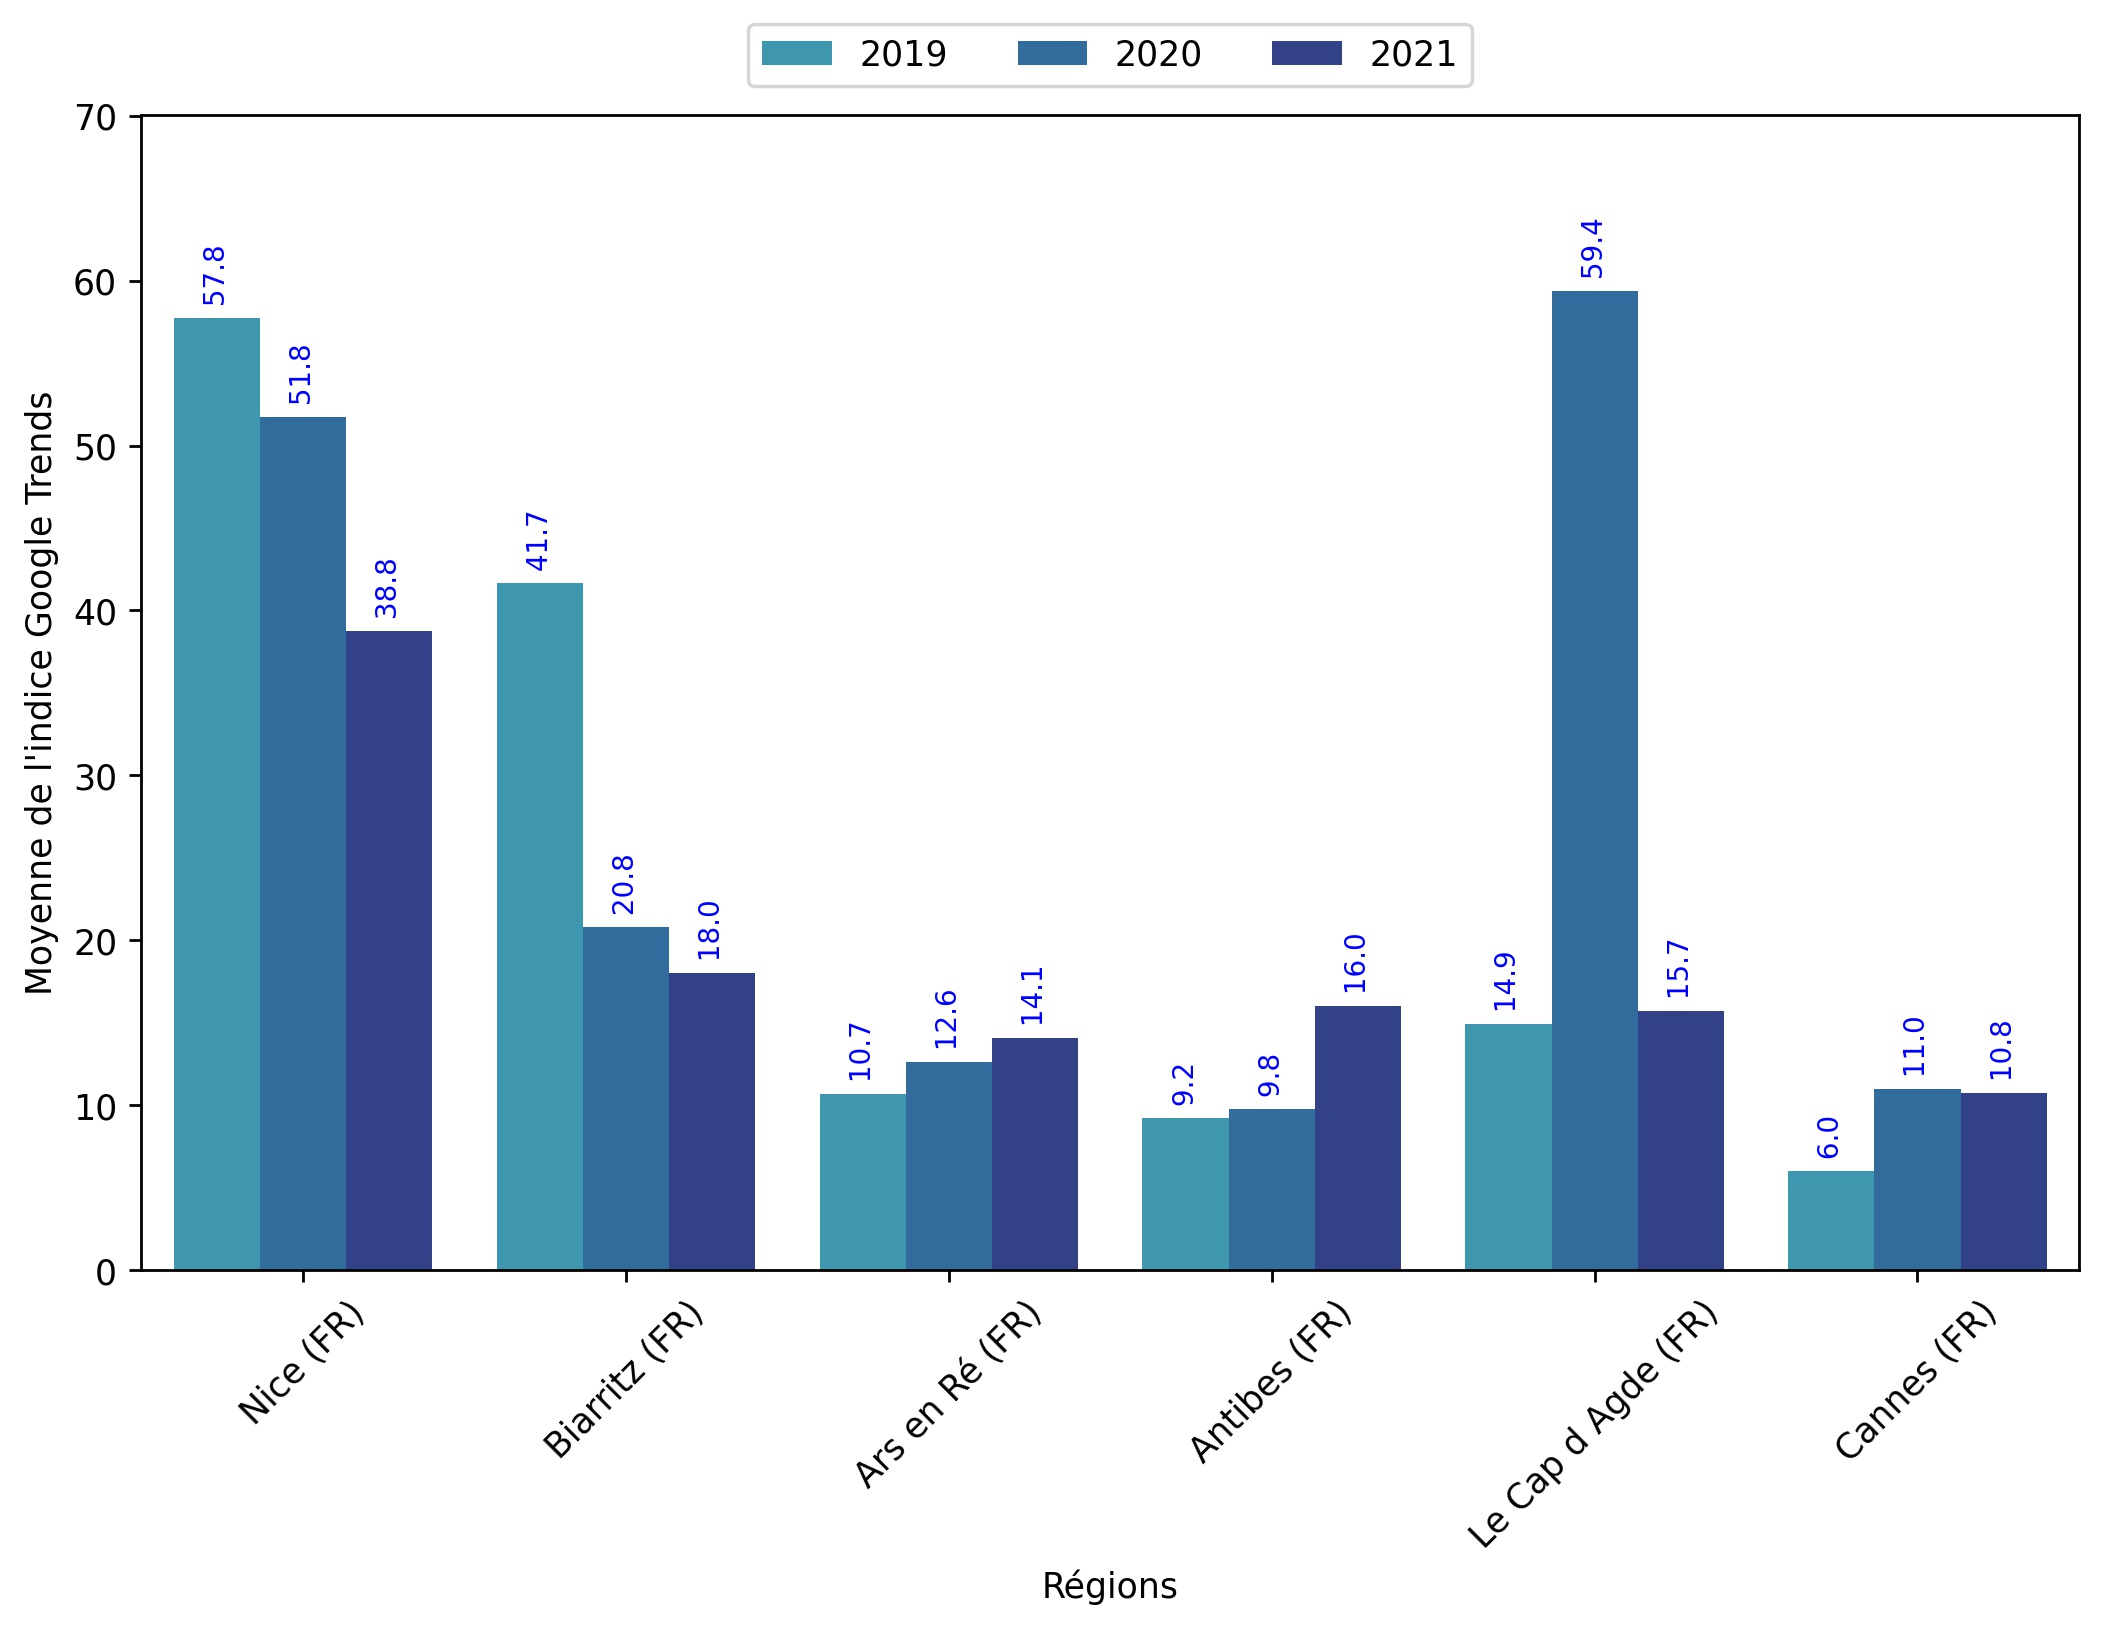 2019 2020 2021
Moyenne de l'indice Google Trends
70
60
50
40
30
20
10
0
57.8 51.8 38.8
41.7 20.8 18.0
10.7 12.6 14.1
9.2 9.8 16.0
14.9 59.4 15.7
6.0 11.0 10.8
Nice (FR)
Biarritz (FR)
Ars en Ré (FR)
Antibes (FR)
Le Cap d Agde (FR)
Cannes (FR)
Régions